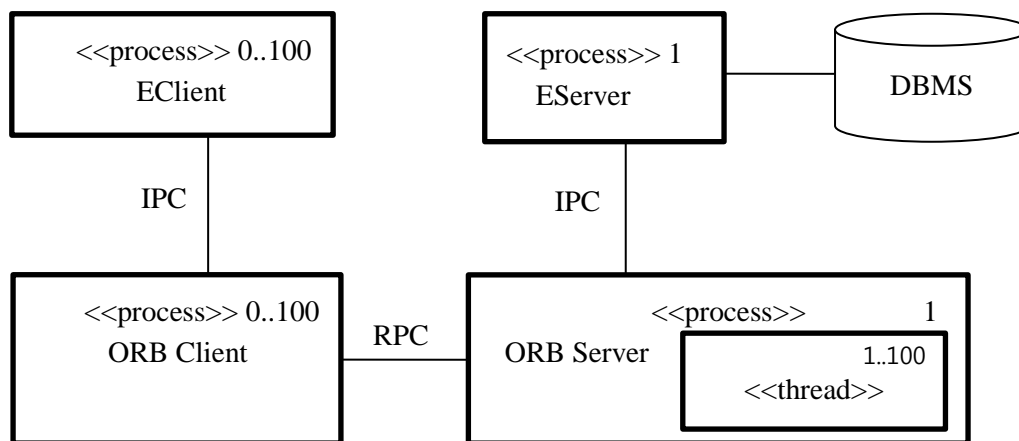 <<process>> 0..100
EClient
<<process>> 1
EServer
DBMS
IPC
IPC
<<process>> 0..100
ORB Client
RPC
<<process>> 1
ORB Server
1..100
<<thread>>